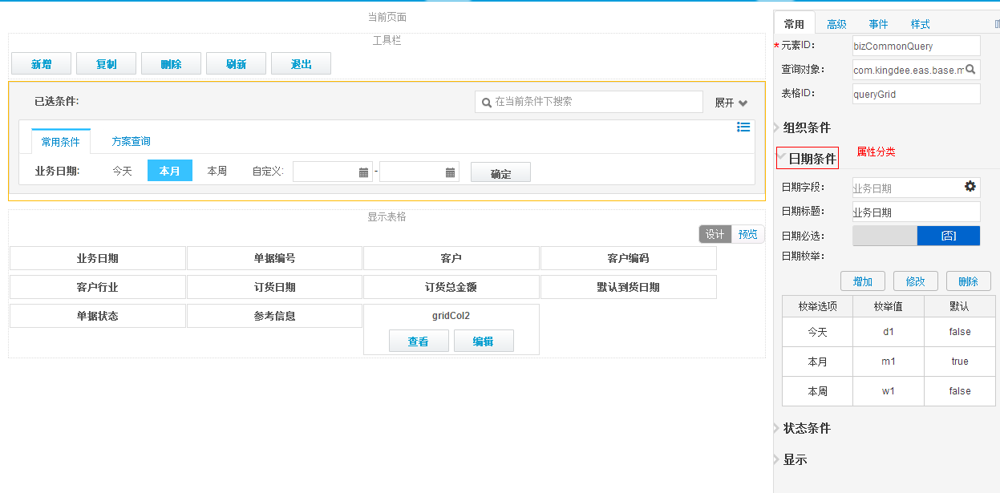 当前页面
工具栏
新增 复制 删除 刷新 退出
已选条件: 在当前条件下搜索 展开
常用条件 方案查询
业务日期: 今天 本月 本周 自定义: - 确定
显示表格
设计 预览
业务日期 单据编号 客户 客户编码
客户行业 订货日期 订货总金额 默认到货日期
单据状态 参考信息 gridCol2
查看 编辑
常用 高级 事件 样式
*元素ID: bizCommonQuery
查询对象: com.kingdee.eas.base.m
表格ID: queryGrid
组织条件
日期条件 属性分类
日期字段: 业务日期
日期标题: 业务日期
日期必选: [否]
日期枚举:
增加 修改 删除
枚举选项 枚举值 默认
今天 d1 false
本月 m1 true
本周 w1 false
状态条件
显示